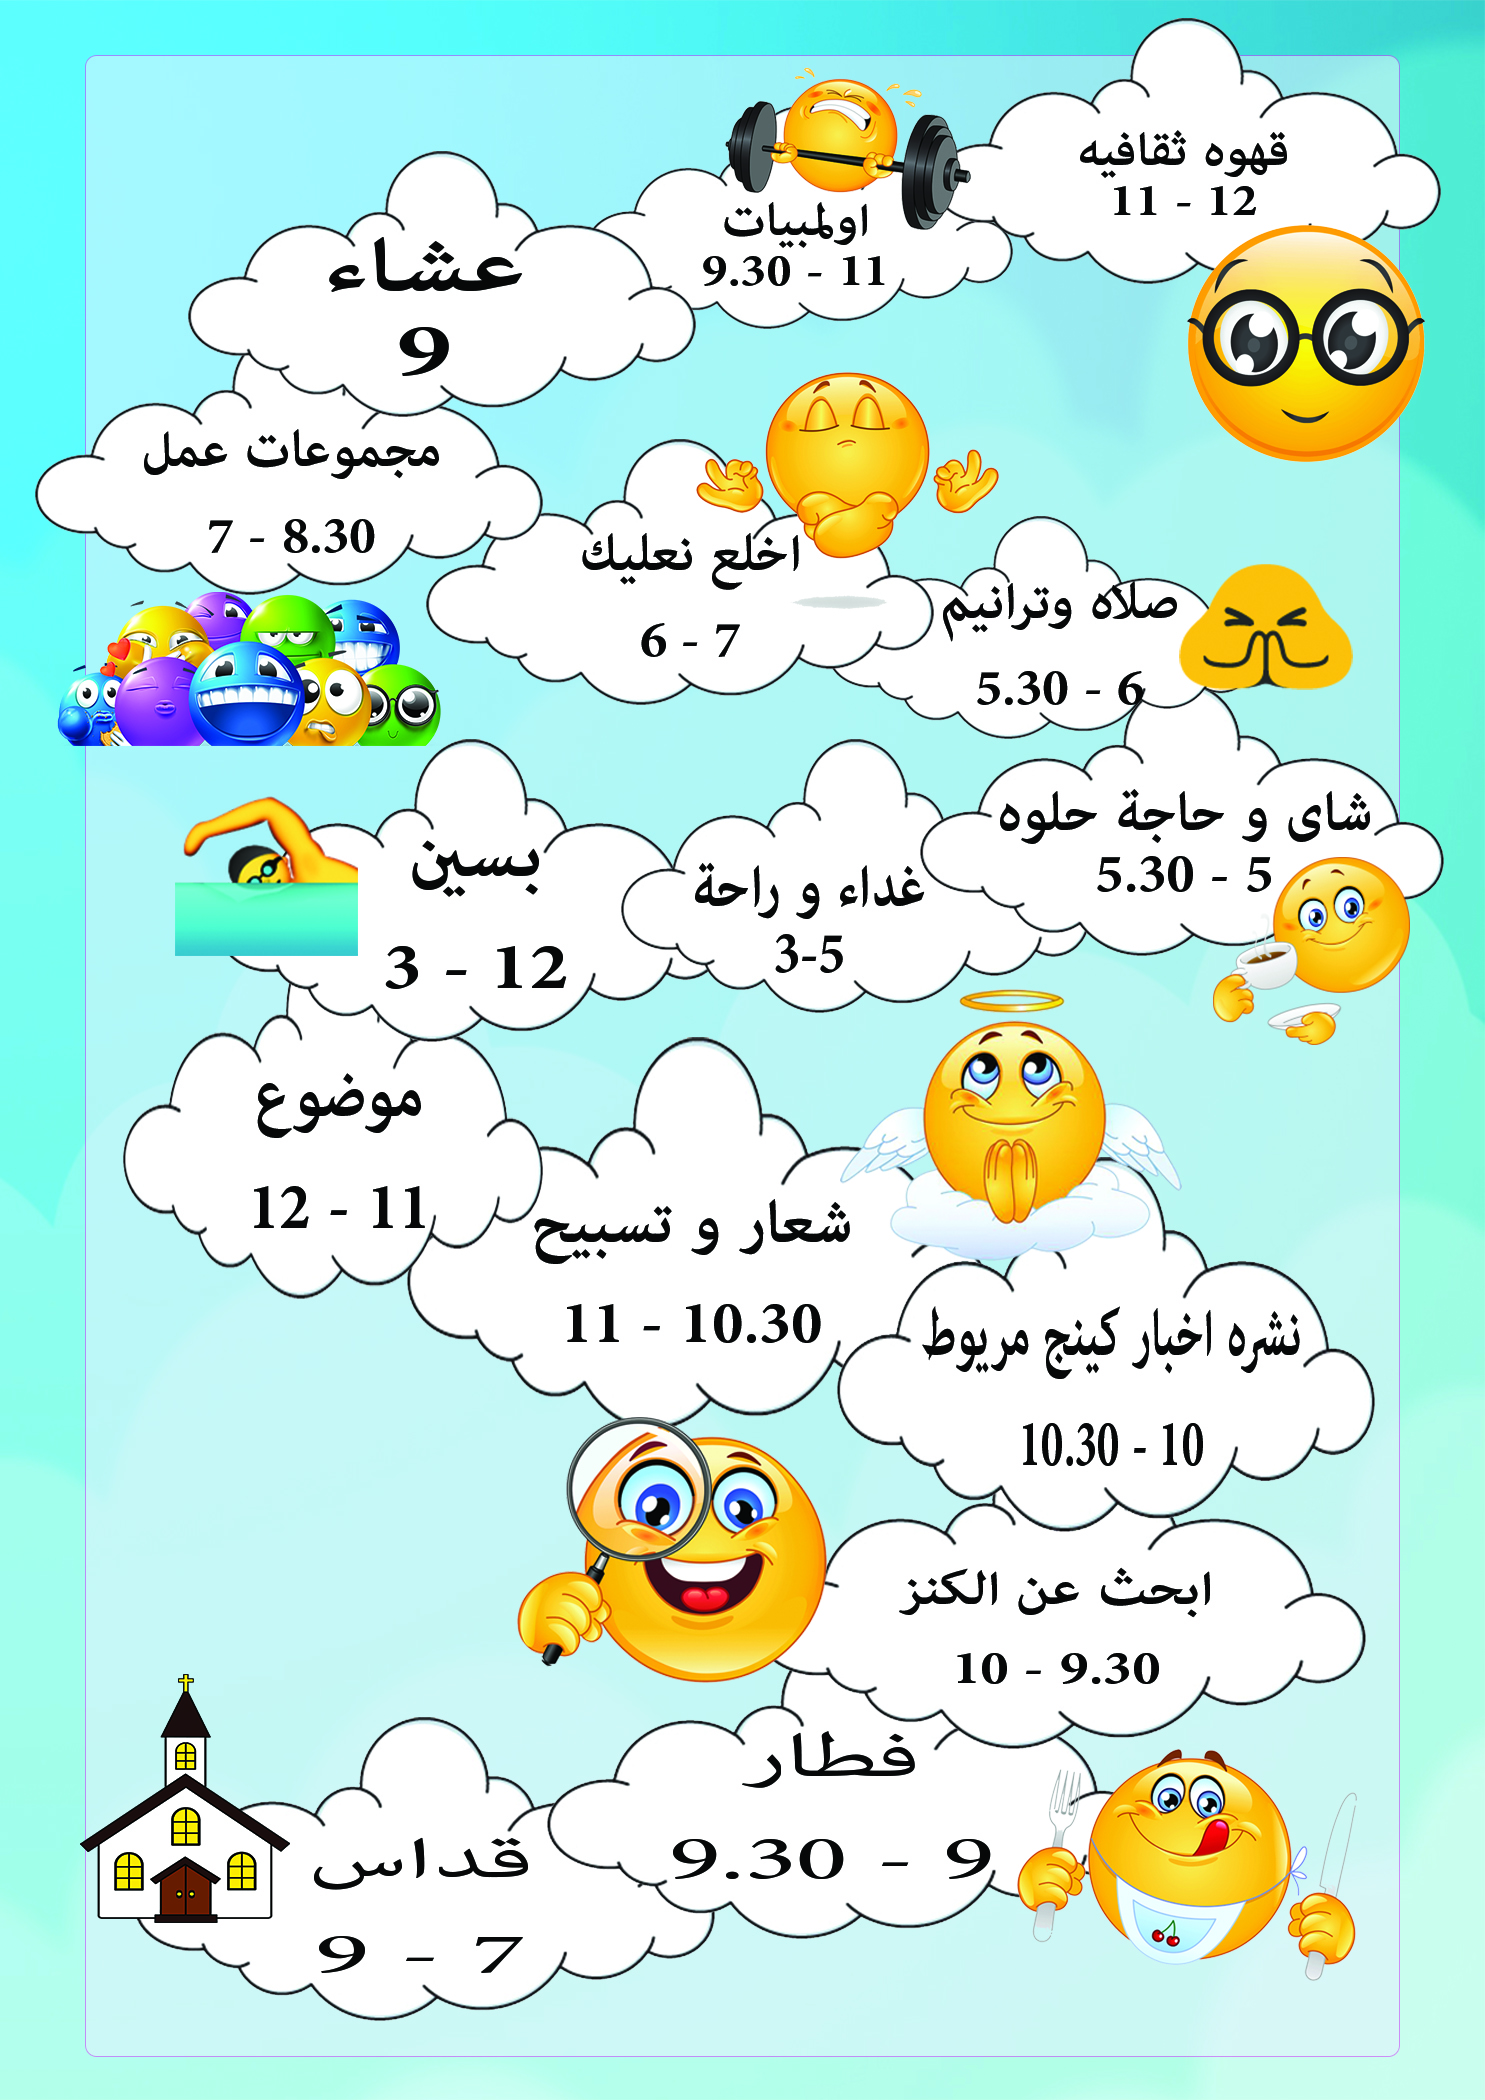 قهوه ثقافيه
11 - 12
اولمبيات
9.30 - 11
عشاء
9
مجموعات عمل
7 - 8.30
اخلع نعليك
6 - 7
صلاه وترانيم
5.30 - 6
شاى و حاجة حلوه
5.30 - 5
غداء و راحة
3-5
بسين
3 - 12
موضوع
12 - 11
شعار و تسبيح
11 - 10.30
نشره اخبار كينج مريوط
10.30 - 10
ابحث عن الكنز
10 - 9.30
فطار
9.30 - 9
قداس
9 - 7